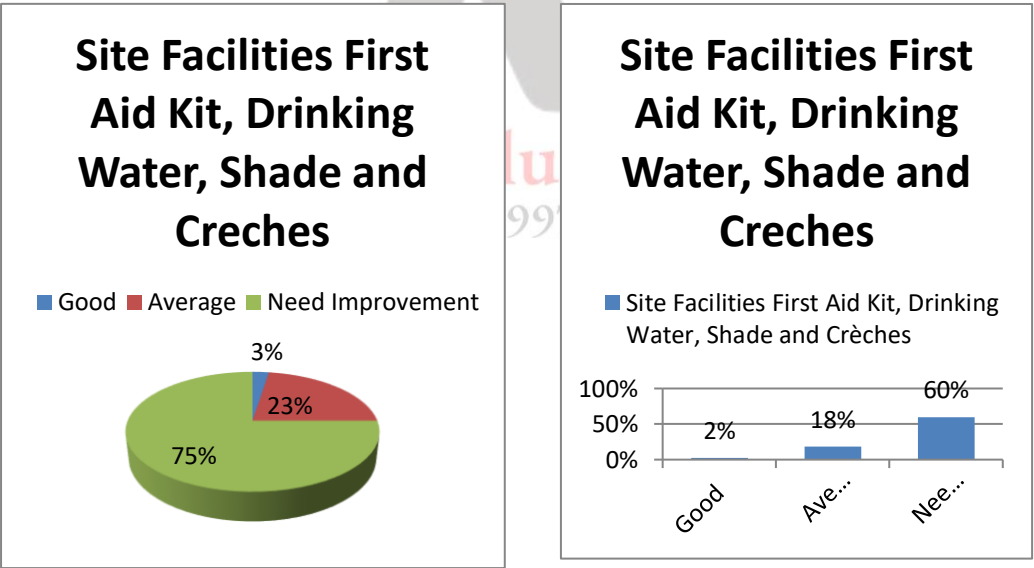 Site Facilities First
Aid Kit, Drinking
Water, Shade and
Creches
Good Average Need Improvement
3%
23%
75%
Site Facilities First
Aid Kit, Drinking
Water, Shade and
Creches
Site Facilities First Aid Kit, Drinking
Water, Shade and Crèches
100%
50%
0%
2%
18%
60%
Good
Ave...
Nee...
lu
99